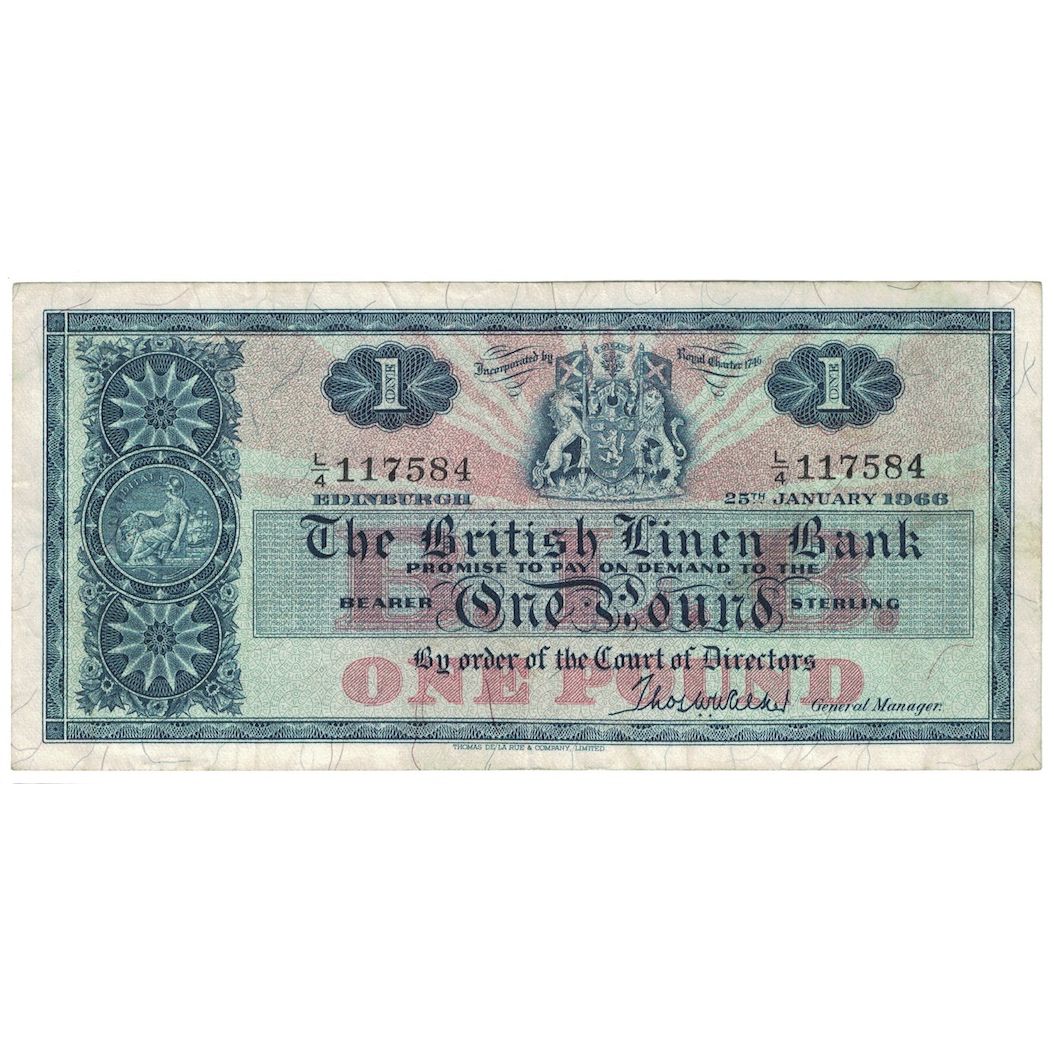 1
ONE
Incorporated by Royal Charter 1746
1
ONE
L/4 117584
L/4 117584
EDINBURGH
25TH JANUARY 1966
B.L.B.
The British Linen Bank
PROMISE TO PAY ON DEMAND TO THE
BEARER One Pound STERLING
By order of the Court of Directors
ONE POUND
General Manager.
THOMAS DE LA RUE & COMPANY, LIMITED